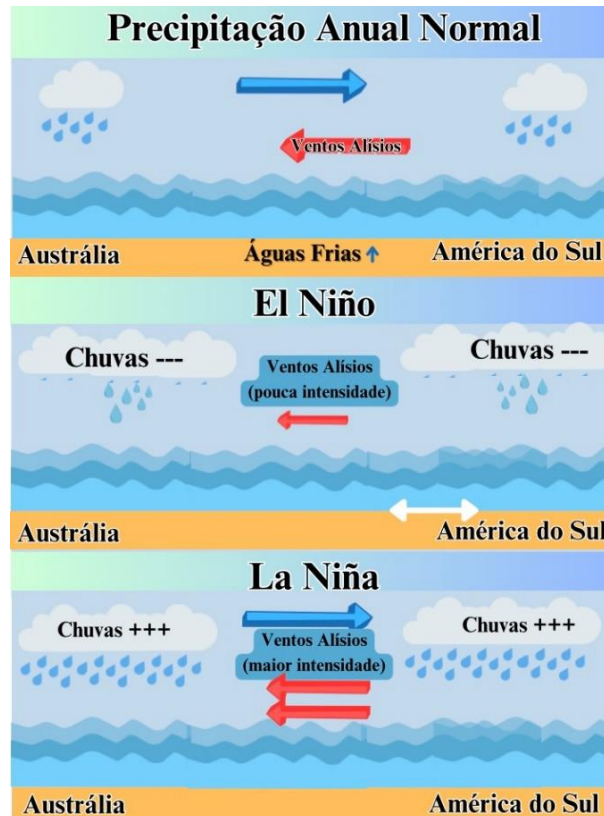 Precipitação Anual Normal
Ventos Alísios
Austrália
Águas Frias
América do Sul
El Niño
Chuvas ---
Chuvas ---
Ventos Alísios
(pouca intensidade)
Austrália
América do Sul
La Niña
Chuvas +++
Chuvas +++
Ventos Alísios
(maior intensidade)
Austrália
América do Sul